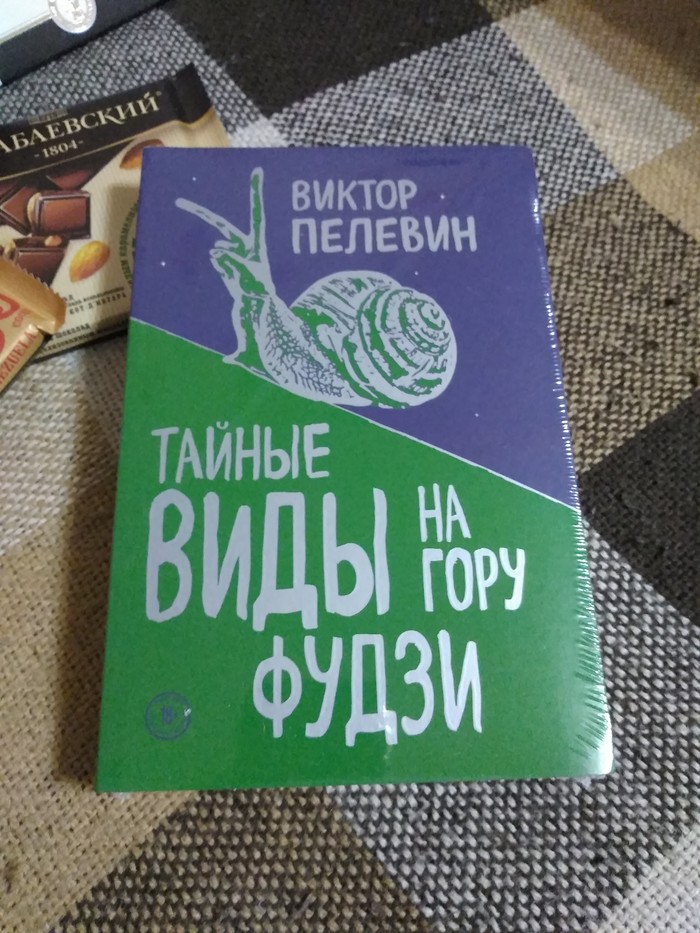 АБАЕВСКИЙ
-1804-
ВИКТОР
ПЕЛЕВИН
ТАЙНЫЕ
ВИДЫ НА
ГОРУ
ФУДЗИ